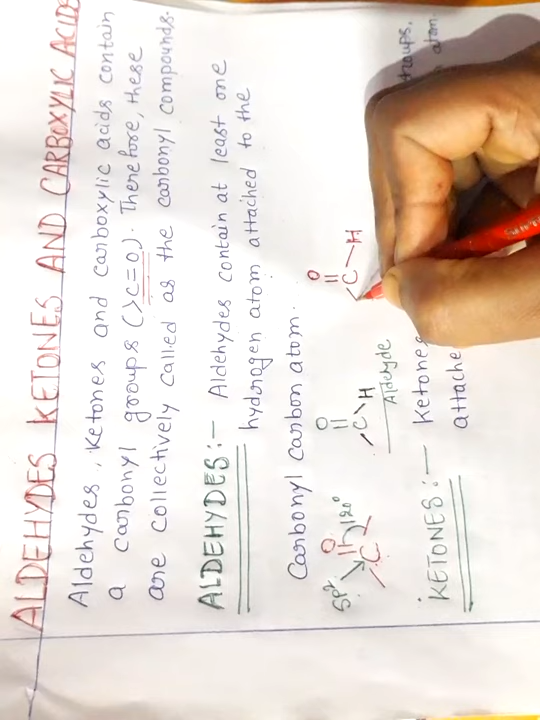 ALDEHYDES KETONES AND CARBOXYLIC ACIDS
Aldehydes, Ketones and carboxylic acids contain
a carbonyl groups (>C=O). Therefore, these
are collectively called as the carbonyl compounds.
ALDEHYDES:- Aldehydes contain at least one
hydrogen atom attached to the
Carbonyl carbon atom.
SP² O C 120°
O C H
Aldehyde
O C H
KETONES:- Ketones
attache
atom